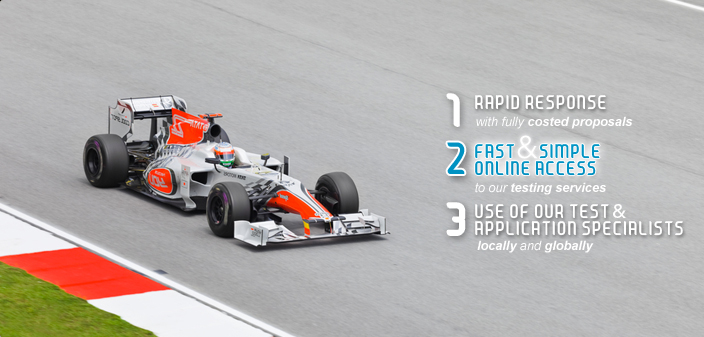 1 RAPID RESPONSE
with fully costed proposals
2 FAST & SIMPLE
ONLINE ACCESS
to our testing services
3 USE OF OUR TEST &
APPLICATION SPECIALISTS
locally and globally